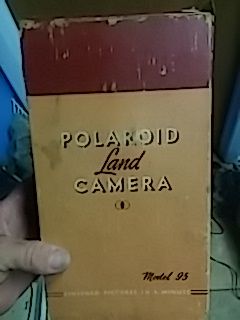 POLAROID
Land
CAMERA
Model 95
FINISHED PICTURES IN A MINUTE